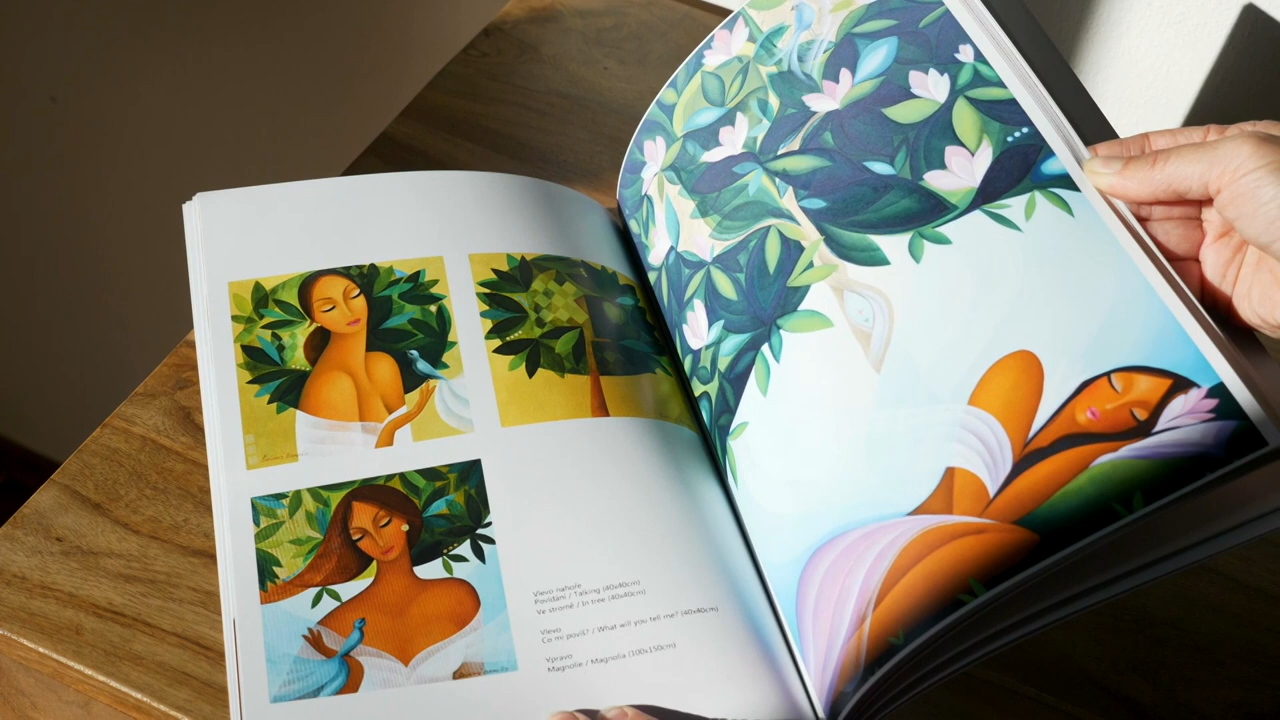 Vlevo nahoře
Povídání / Talking (40x40cm)
Ve stromě / In tree (40x40cm)
Vlevo
Co mi povíš? / What will you tell me? (40x40cm)
Vpravo
Magnolie / Magnolia (100x150cm)